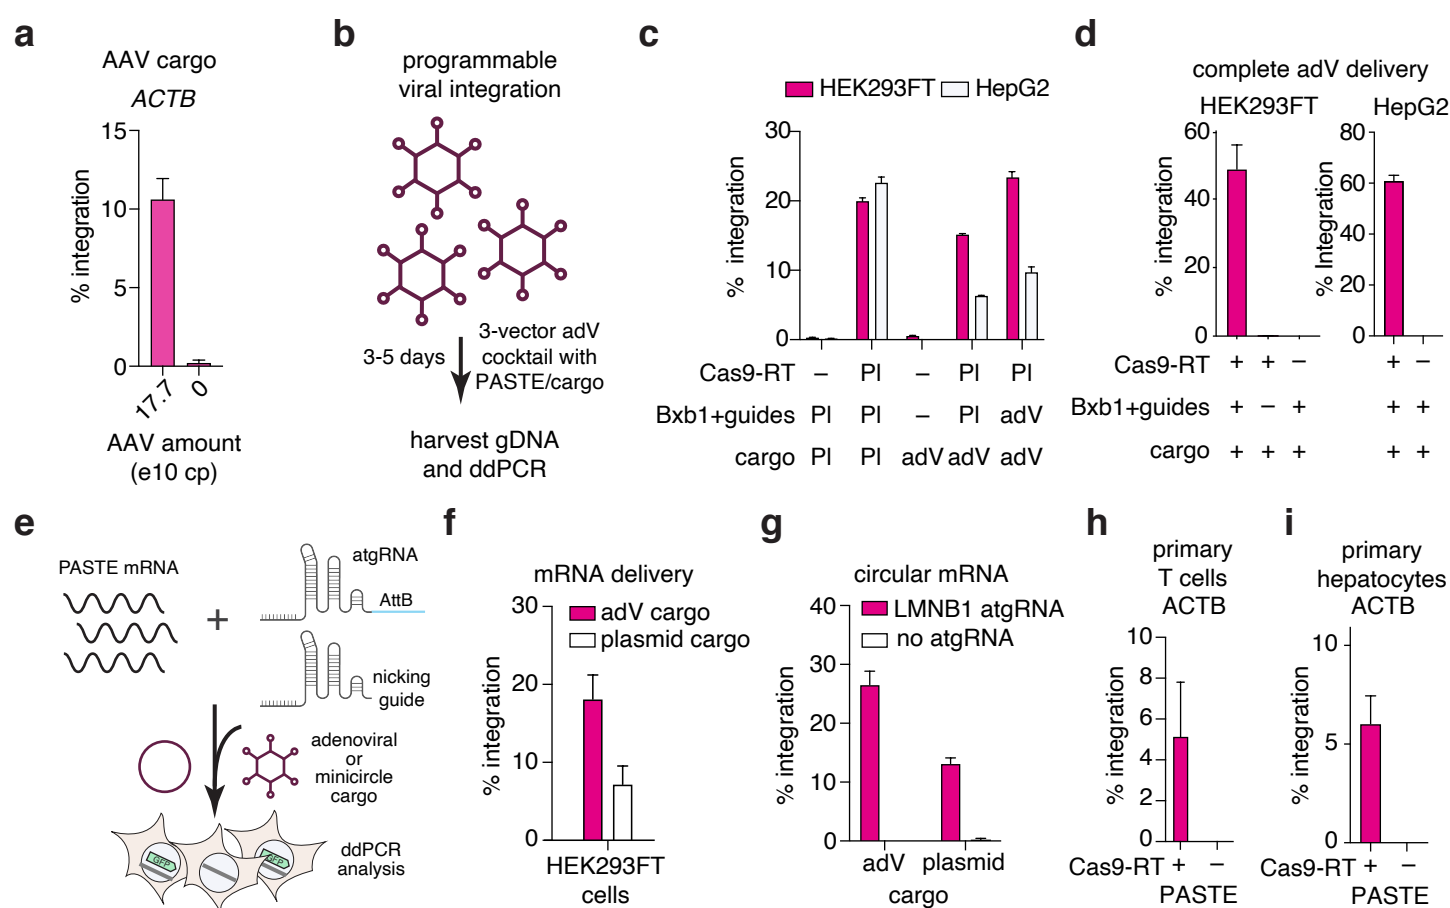 a
AAV cargo
ACTB
% integration
15
10
5
0
17.7
0
AAV amount
(e10 cp)
b
programmable
viral integration
3-5 days
3-vector adV
cocktail with
PASTE/cargo
harvest gDNA
and ddPCR
c
HEK293FT
HepG2
% integration
30
20
10
0
Cas9-RT – Pl – Pl Pl
Bxb1+guides Pl Pl – Pl adV
cargo Pl Pl adV adV adV
d
complete adV delivery
HEK293FT
HepG2
% integration
60
40
20
0
% Integration
80
60
40
20
0
Cas9-RT + + – + –
Bxb1+guides + – + + +
cargo + + + + +
e
PASTE mRNA
+
atgRNA
AttB
nicking
guide
adenoviral
or
minicircle
cargo
GFP
GFP
ddPCR
analysis
f
mRNA delivery
adV cargo
plasmid cargo
% integration
30
20
10
0
HEK293FT
cells
g
circular mRNA
LMNB1 atgRNA
no atgRNA
% integration
40
30
20
10
0
adV plasmid
cargo
h
primary
T cells
ACTB
% integration
10
8
6
4
2
0
Cas9-RT + –
PASTE
i
primary
hepatocytes
ACTB
% integration
10
5
0
Cas9-RT + –
PASTE